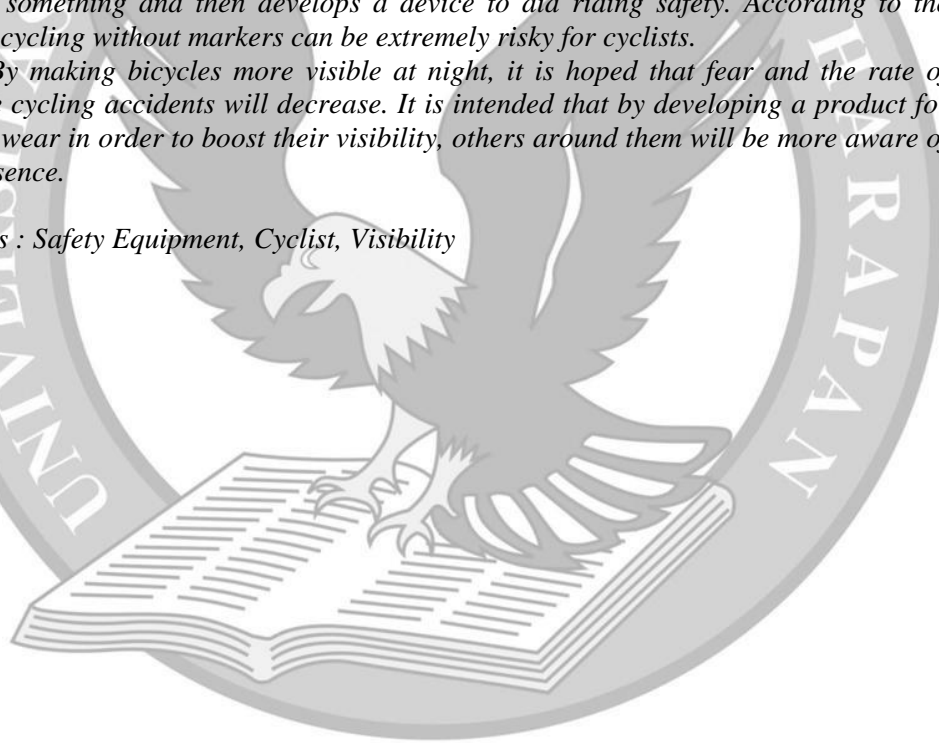 something and then develops a device to aid riding safety. According to the
cycling without markers can be extremely risky for cyclists.
By making bicycles more visible at night, it is hoped that fear and the rate of
cycling accidents will decrease. It is intended that by developing a product fo
wear in order to boost their visibility, others around them will be more aware of
sence.
s : Safety Equipment, Cyclist, Visibility
UNIVERS
HARAPAN